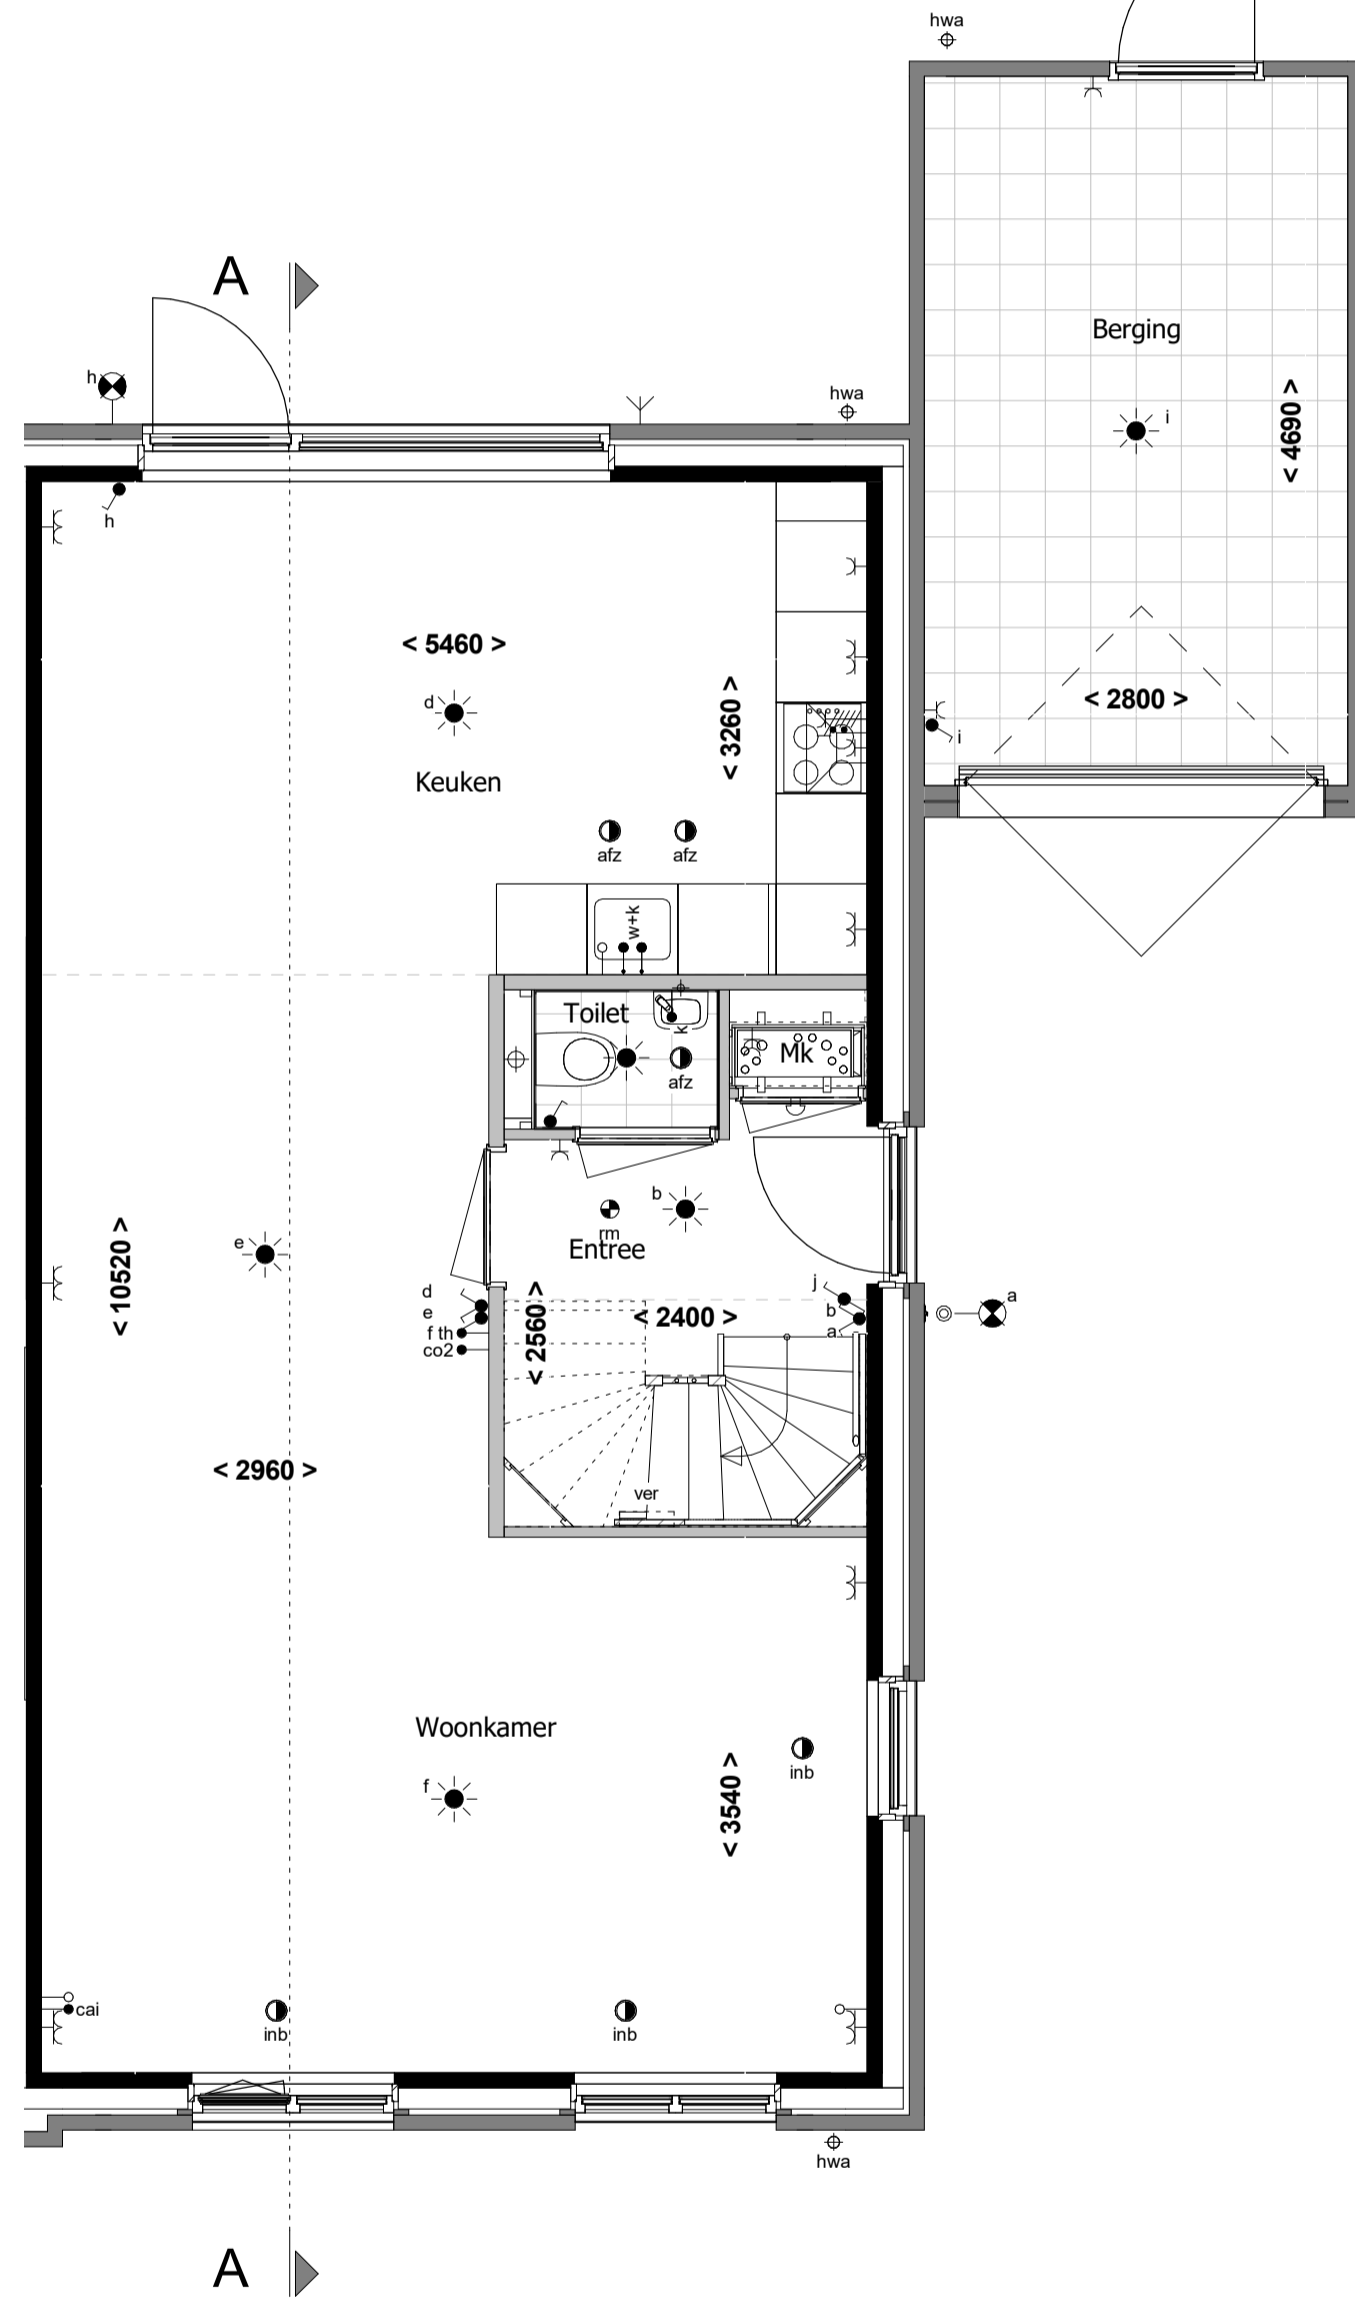 hwa
A
h
hwa
Berging
i
< 4690 >
h
< 5460 >
d
< 3260 >
Keuken
< 2800 >
i
afz
afz
w+k
Toilet
k
Mk
afz
b
rm
Entree
e
< 10520 >
d
e
f th
co2
< 2560 >
< 2400 >
j
b
a
a
< 2960 >
ver
Woonkamer
inb
f
< 3540 >
cai
inb
inb
hwa
A